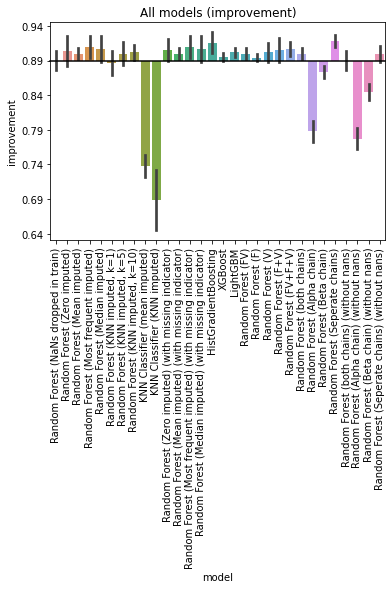 All models (improvement)
0.94
0.89
0.84
0.79
0.74
0.69
0.64
improvement
Random Forest (NaNs dropped in train)
Random Forest (Zero imputed)
Random Forest (Mean imputed)
Random Forest (Most frequent imputed)
Random Forest (Median imputed)
Random Forest (KNN imputed, k=1)
Random Forest (KNN imputed, k=5)
Random Forest (KNN imputed, k=10)
KNN Classifier (mean imputed)
KNN Classifier (KNN imputed)
Random Forest (Zero imputed) (with missing indicator)
Random Forest (Mean imputed) (with missing indicator)
Random Forest (Most frequent imputed) (with missing indicator)
Random Forest (Median imputed) (with missing indicator)
HistGradientBoosting
XGBoost
LightGBM
Random Forest (FV)
Random Forest (F)
Random Forest (V)
Random Forest (F+V)
Random Forest (FV+F+V)
Random Forest (both chains)
Random Forest (Alpha chain)
Random Forest (Beta chain)
Random Forest (Seperate chains)
Random Forest (both chains) (without nans)
Random Forest (Alpha chain) (without nans)
Random Forest (Beta chain) (without nans)
Random Forest (Seperate chains) (without nans)
model